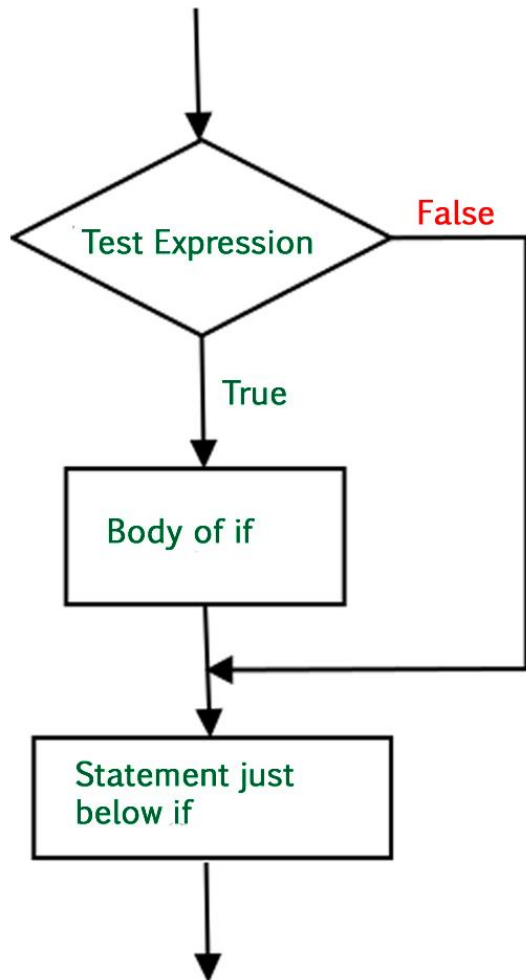 Test Expression
False
True
Body of if
Statement just
below if